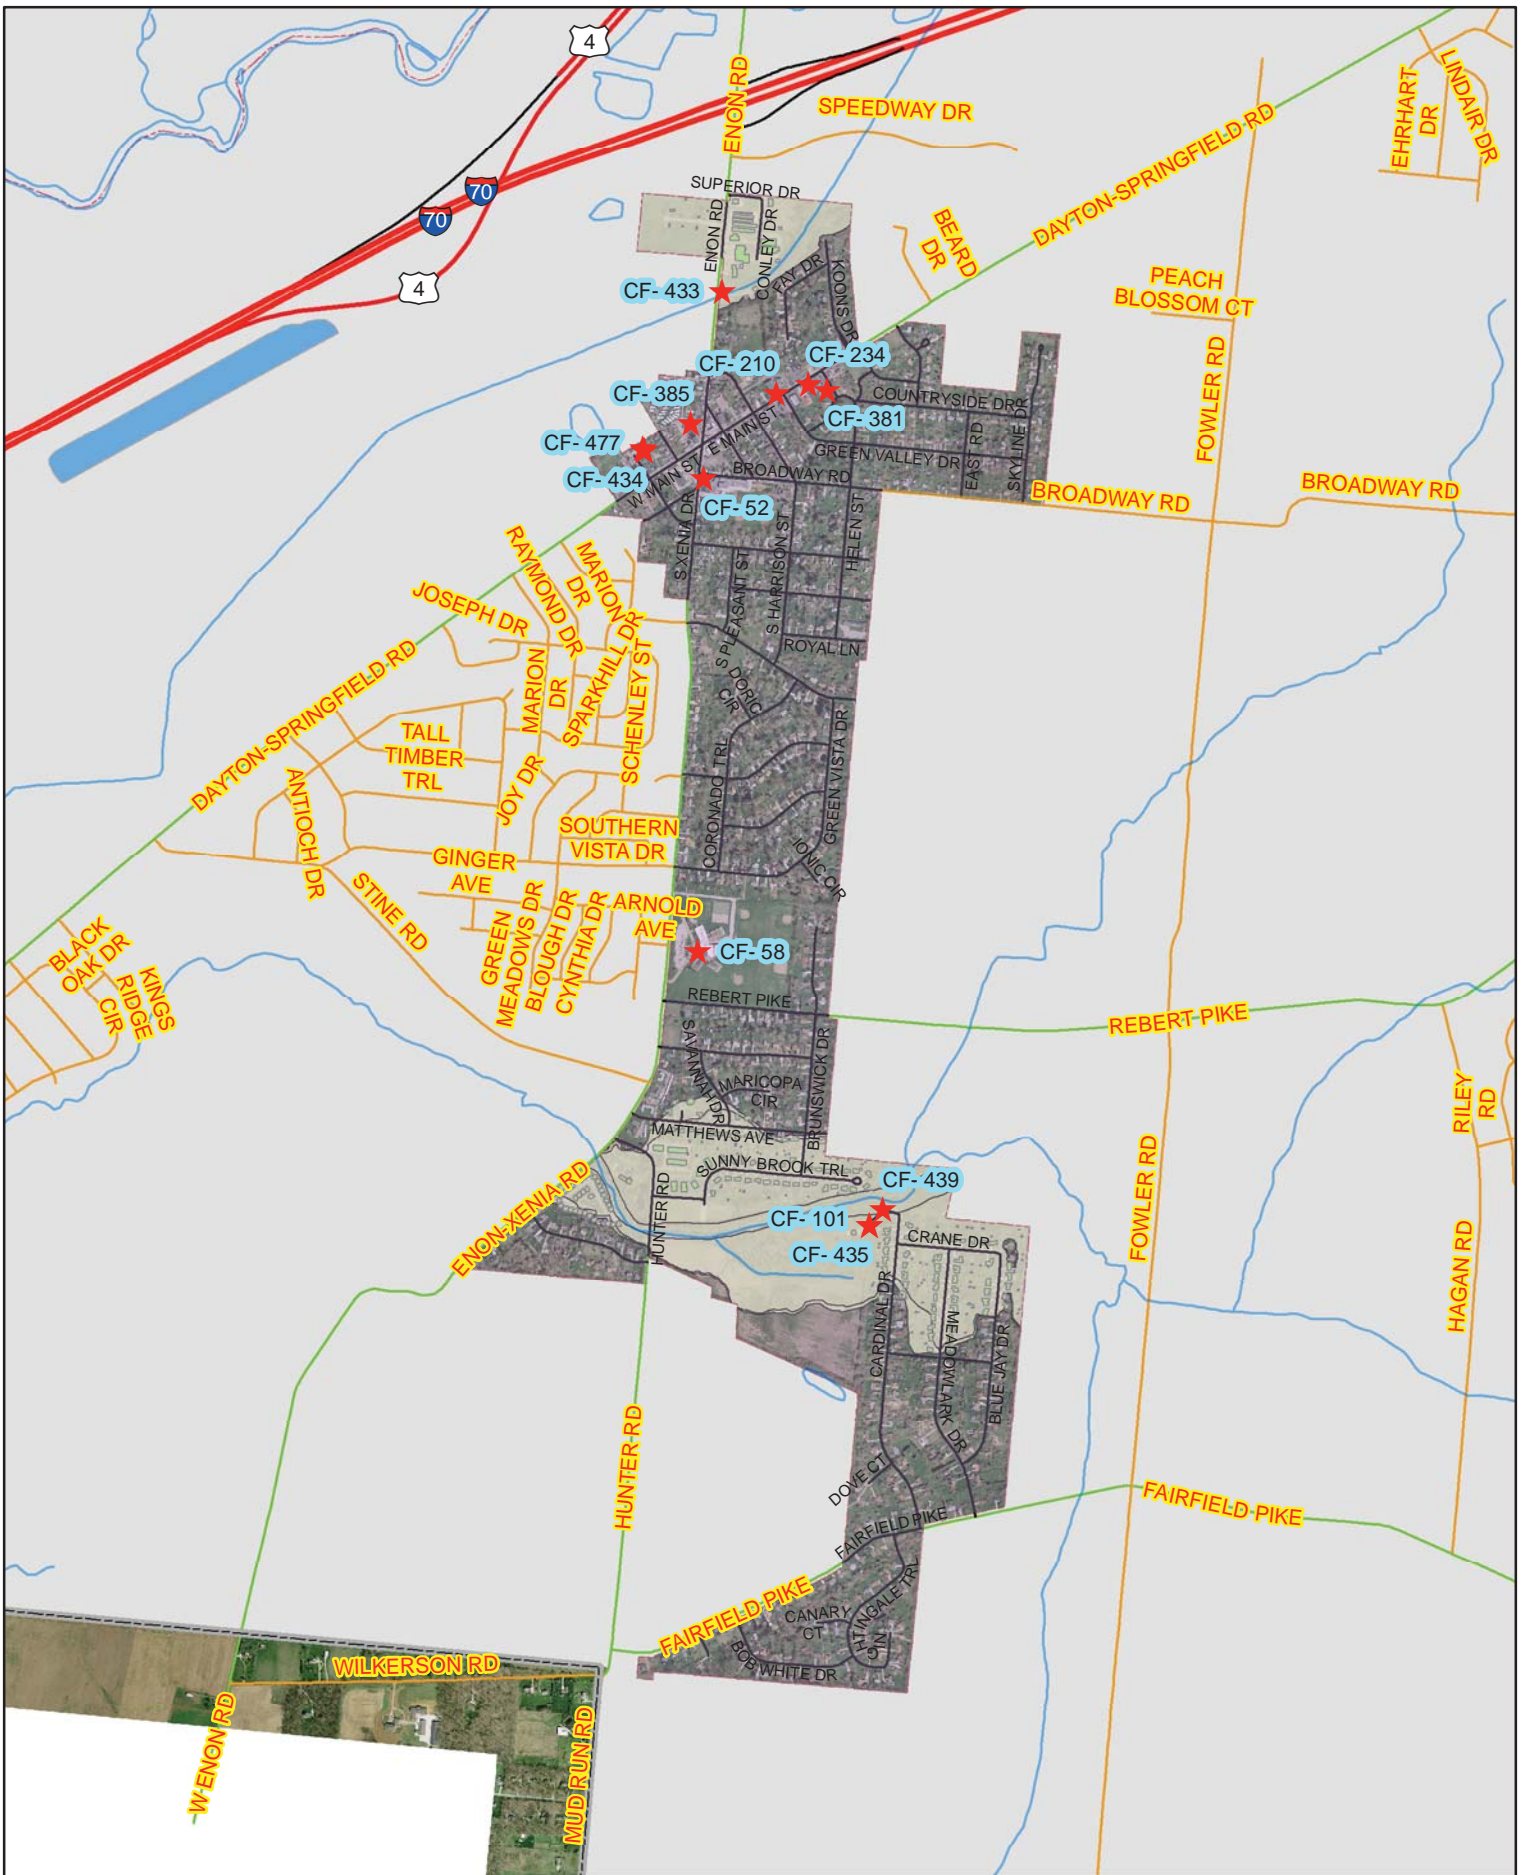 4
ENON RD
SPEEDWAY DR
DAYTON-SPRINGFIELD RD
EHRHART
DR
LINDAIR DR
70
70
4
SUPERIOR DR
ENON RD
CONLEY DR
FAY DR
KOONS DR
BEARD
DR
PEACH
BLOSSOM CT
CF- 433
CF- 210
CF- 234
CF- 385
CF- 381
CF- 477
CF- 434
CF- 52
COUNTRYSIDE DR
FOWLER RD
E MAIN ST
W MAIN ST
GREEN VALLEY DR
EAST RD
SKYLINE DR
BROADWAY RD
BROADWAY RD
BROADWAY RD
S XENIA DR
HELEN ST
S HARRISON ST
S PLEASANT ST
RAYMOND DR
MARION
DR
JOSEPH DR
SPARKHILL DR
MARION
DR
SCHENLEY ST
ROYAL LN
DORIC
CIR
DAYTON-SPRINGFIELD RD
TALL
TIMBER
TRL
JOY DR
CORONADO TRL
GREEN VISTA DR
ANTIOCH DR
SOUTHERN
VISTA DR
GINGER
AVE
IONIC CIR
STINE RD
GREEN
MEADOWS DR
BLOUGH DR
CYNTHIA DR
ARNOLD
AVE
BLACK
OAK DR
KINGS
RIDGE
CIR
CF- 58
REBERT PIKE
REBERT PIKE
SAVANNAH DR
MARICOPA
CIR
BRUNSWICK DR
RILEY
RD
MATTHEWS AVE
SUNNY BROOK TRL
FOWLER RD
ENON-XENIA RD
HUNTER RD
CF- 439
CF- 101
CF- 435
CRANE DR
HAGAN RD
CARDINAL DR
MEADOWLARK DR
BLUE JAY DR
HUNTER RD
DOVE CT
FAIRFIELD PIKE
FAIRFIELD PIKE
FAIRFIELD PIKE
CANARY
CT
NIGHTINGALE TRL
BOB WHITE DR
WILKERSON RD
W ENON RD
MUD RUN RD